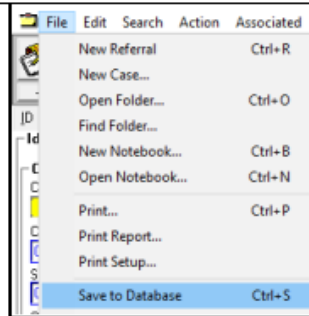 File Edit Search Action Associated
New Referral Ctrl+R
New Case...
Open Folder... Ctrl+O
Find Folder...
New Notebook... Ctrl+B
Open Notebook... Ctrl+N
Print... Ctrl+P
Print Report...
Print Setup...
Save to Database Ctrl+S
ID
Id